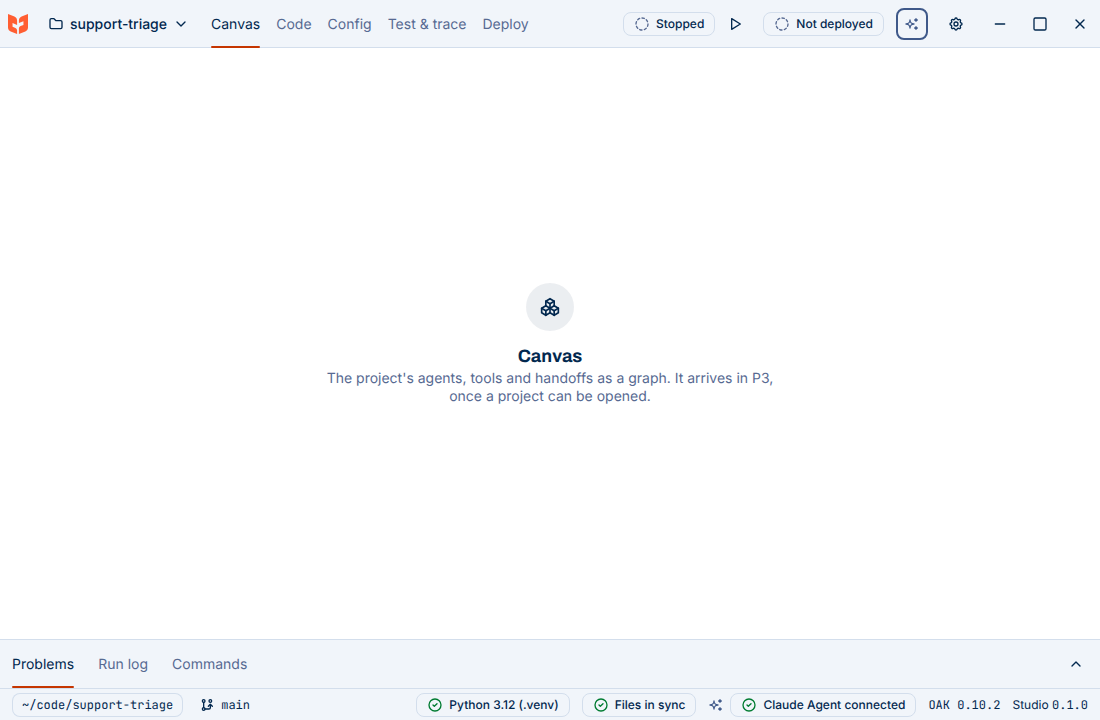 support-triage Canvas Code Config Test & trace Deploy Stopped Not deployed
Canvas
The project's agents, tools and handoffs as a graph. It arrives in P3,
once a project can be opened.
Problems Run log Commands
~/code/support-triage main Python 3.12 (.venv) Files in sync Claude Agent connected OAK 0.10.2 Studio 0.1.0